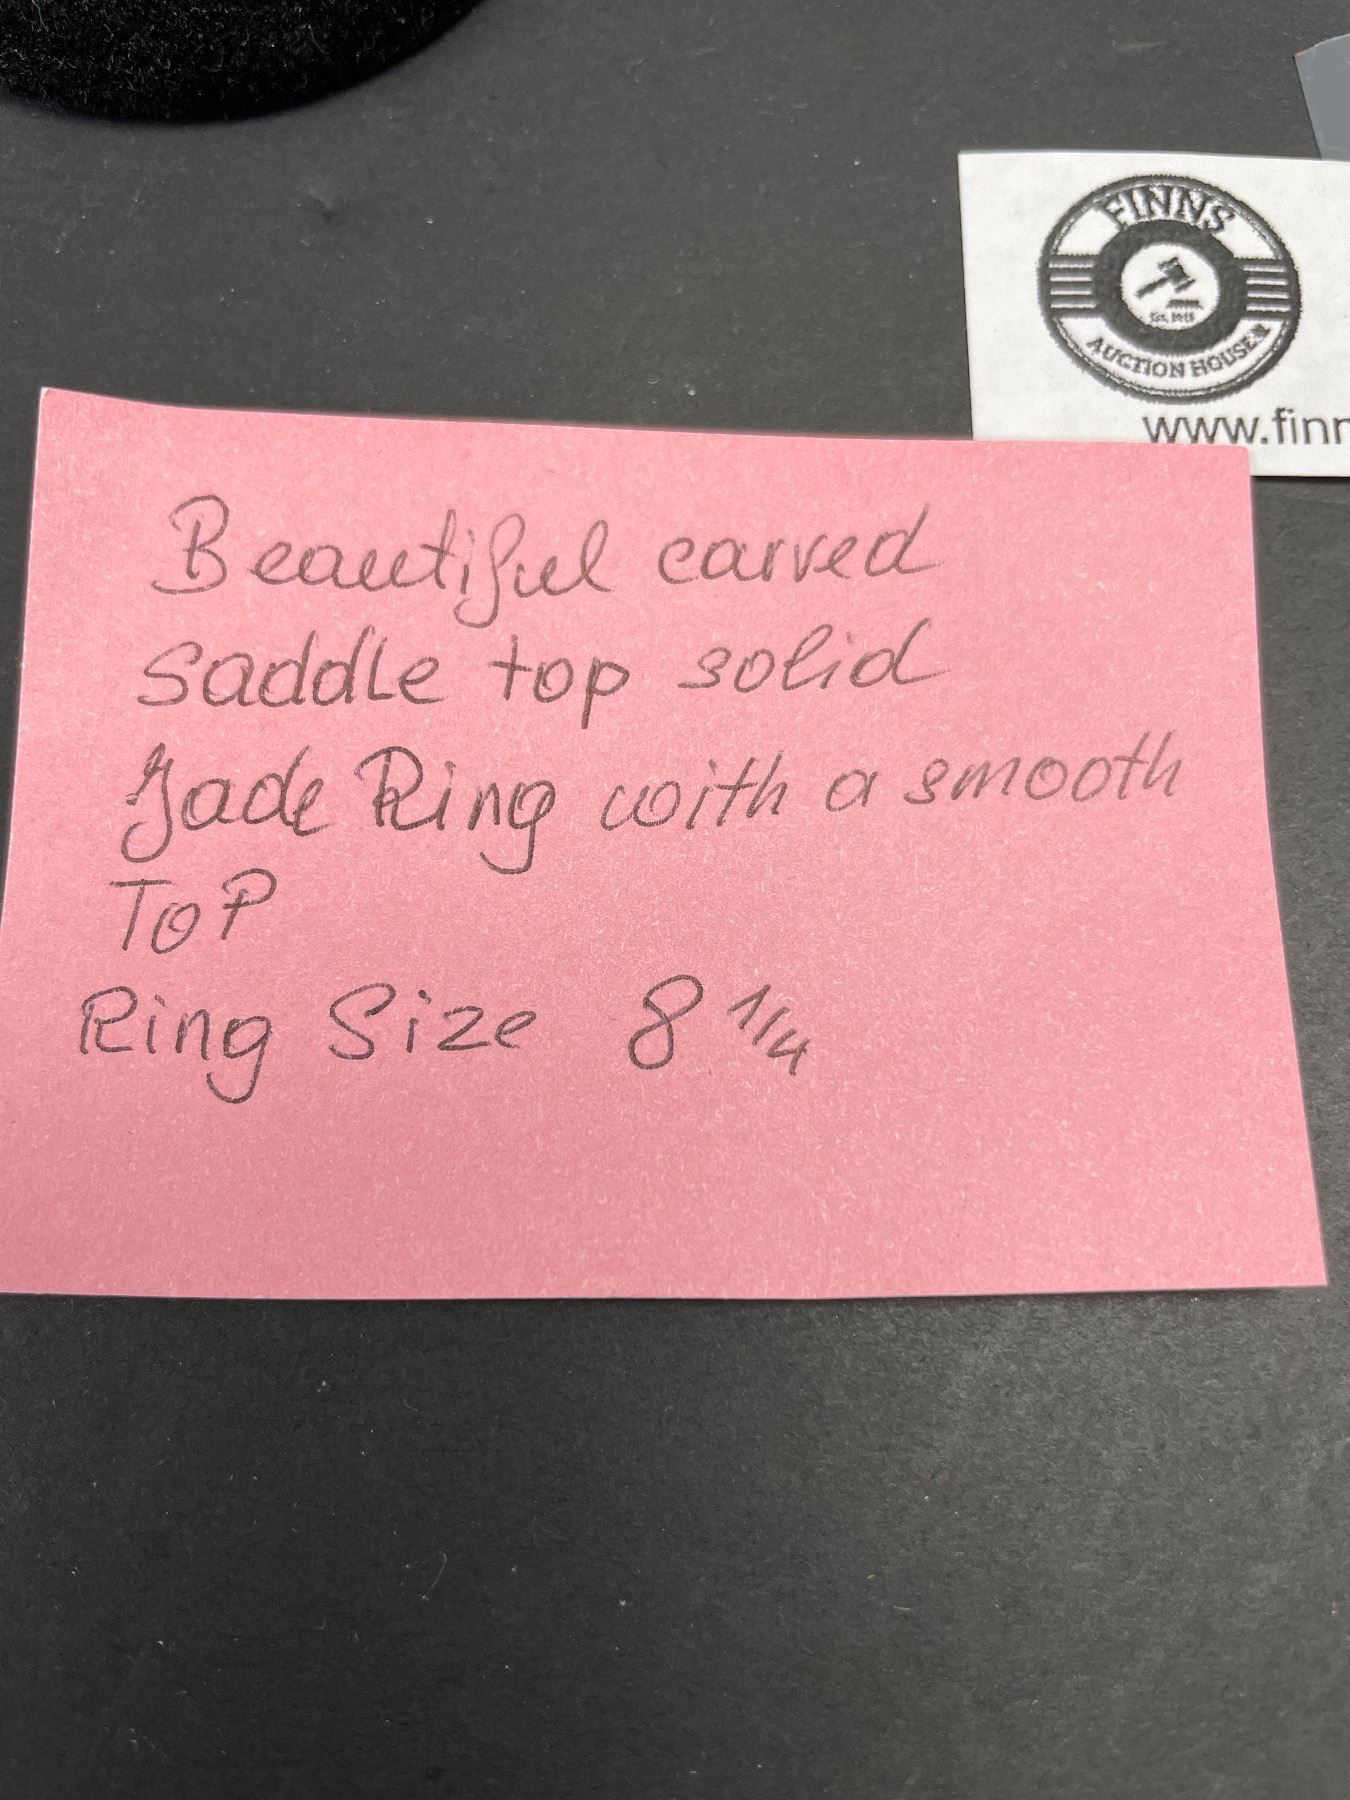 FINNS
AUCTION HOUSE
www.finn
Beautiful carved
Saddle top solid
Jade Ring with a smooth
ToP
Ring Size 8 1/4